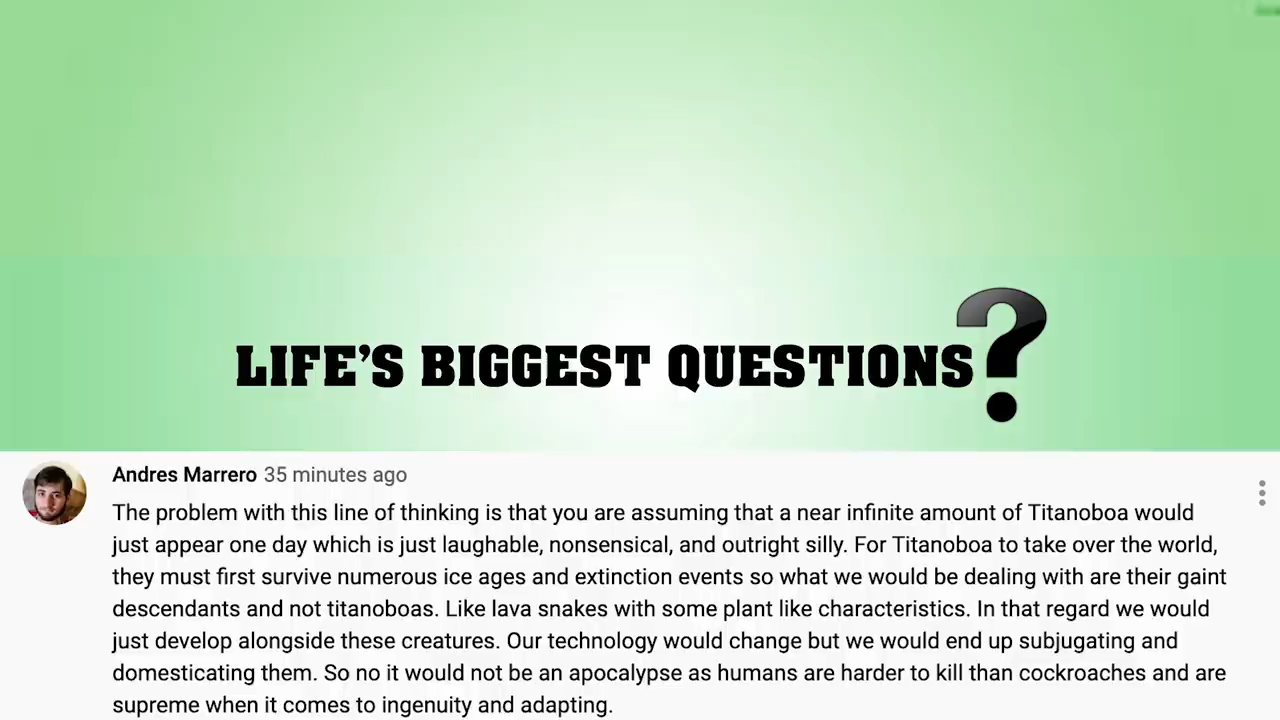 LIFE'S BIGGEST QUESTIONS?
Andres Marrero 35 minutes ago
The problem with this line of thinking is that you are assuming that a near infinite amount of Titanoboa would
just appear one day which is just laughable, nonsensical, and outright silly. For Titanoboa to take over the world,
they must first survive numerous ice ages and extinction events so what we would be dealing with are their gaint
descendants and not titanoboas. Like lava snakes with some plant like characteristics. In that regard we would
just develop alongside these creatures. Our technology would change but we would end up subjugating and
domesticating them. So no it would not be an apocalypse as humans are harder to kill than cockroaches and are
supreme when it comes to ingenuity and adapting.